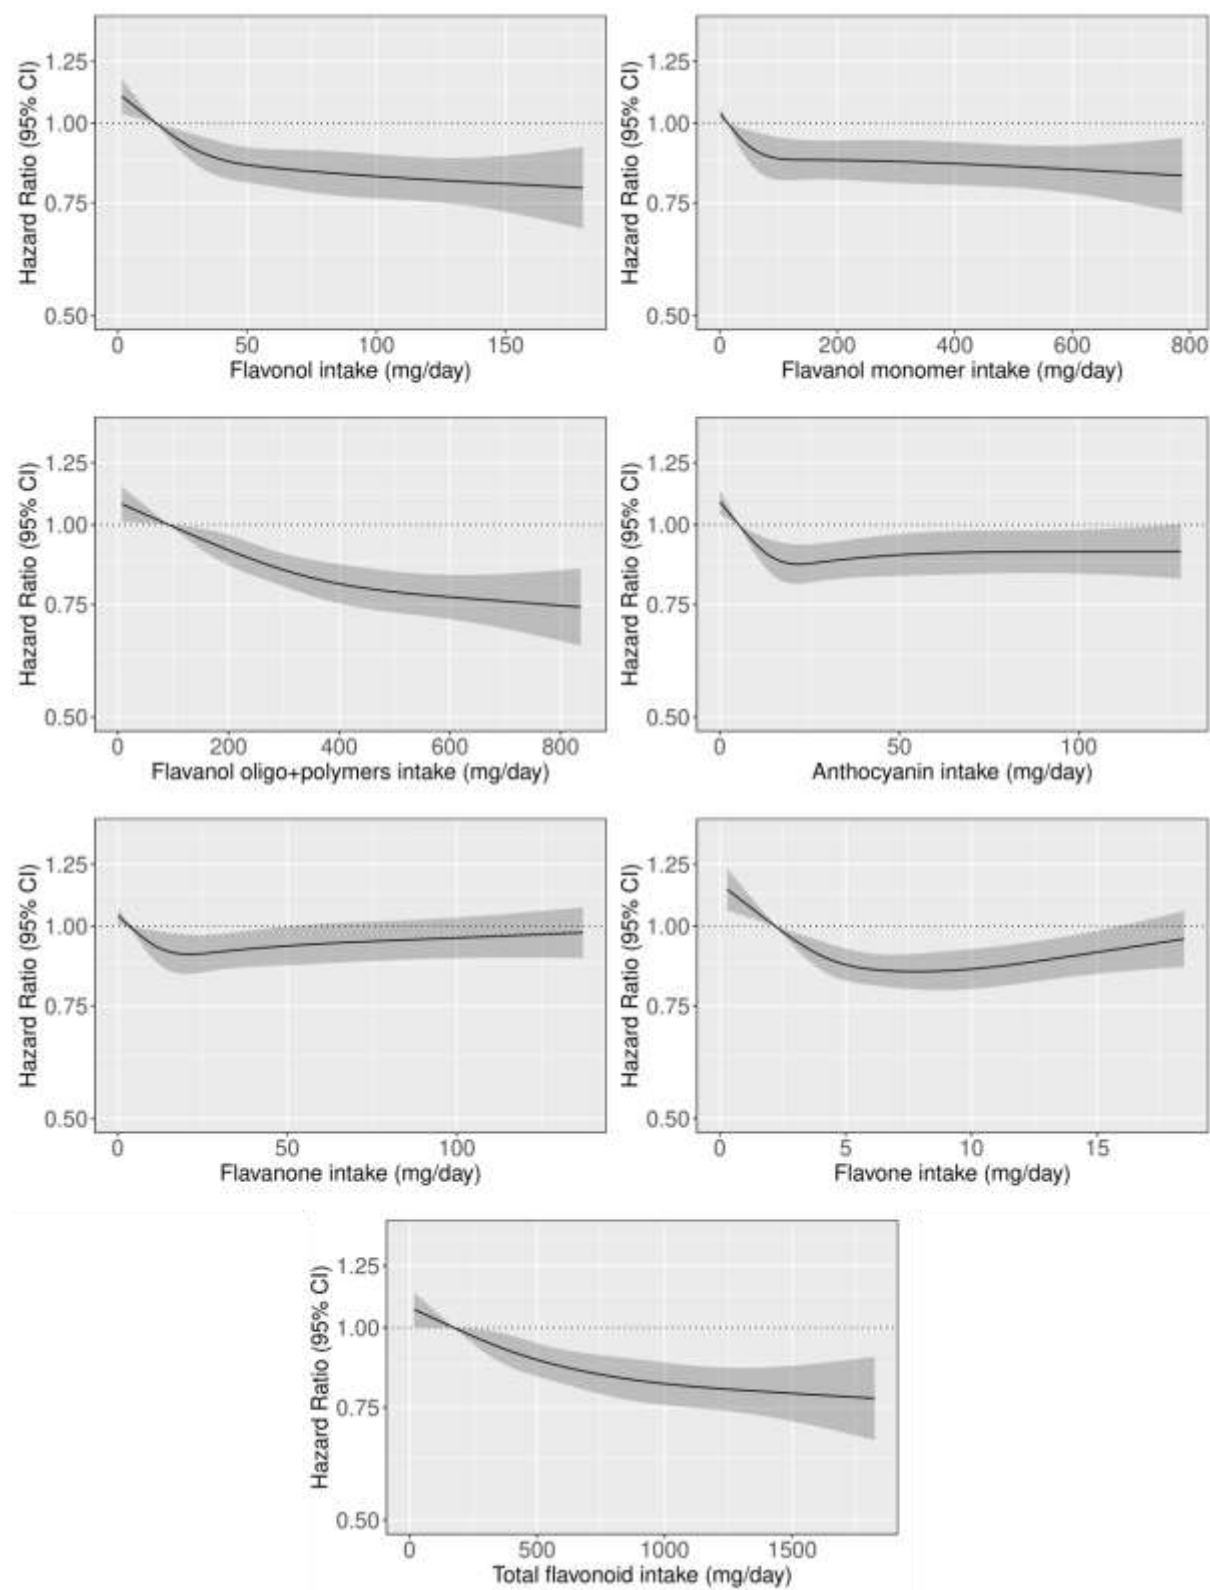 Hazard Ratio (95% CI)
1.25
1.00
0.75
0.50
0 50 100 150
Flavonol intake (mg/day)
Hazard Ratio (95% CI)
1.25
1.00
0.75
0.50
0 200 400 600 800
Flavanol monomer intake (mg/day)
Hazard Ratio (95% CI)
1.25
1.00
0.75
0.50
0 200 400 600 800
Flavanol oligo+polymers intake (mg/day)
Hazard Ratio (95% CI)
1.25
1.00
0.75
0.50
0 50 100
Anthocyanin intake (mg/day)
Hazard Ratio (95% CI)
1.25
1.00
0.75
0.50
0 50 100
Flavanone intake (mg/day)
Hazard Ratio (95% CI)
1.25
1.00
0.75
0.50
0 5 10 15
Flavone intake (mg/day)
Hazard Ratio (95% CI)
1.25
1.00
0.75
0.50
0 500 1000 1500
Total flavonoid intake (mg/day)